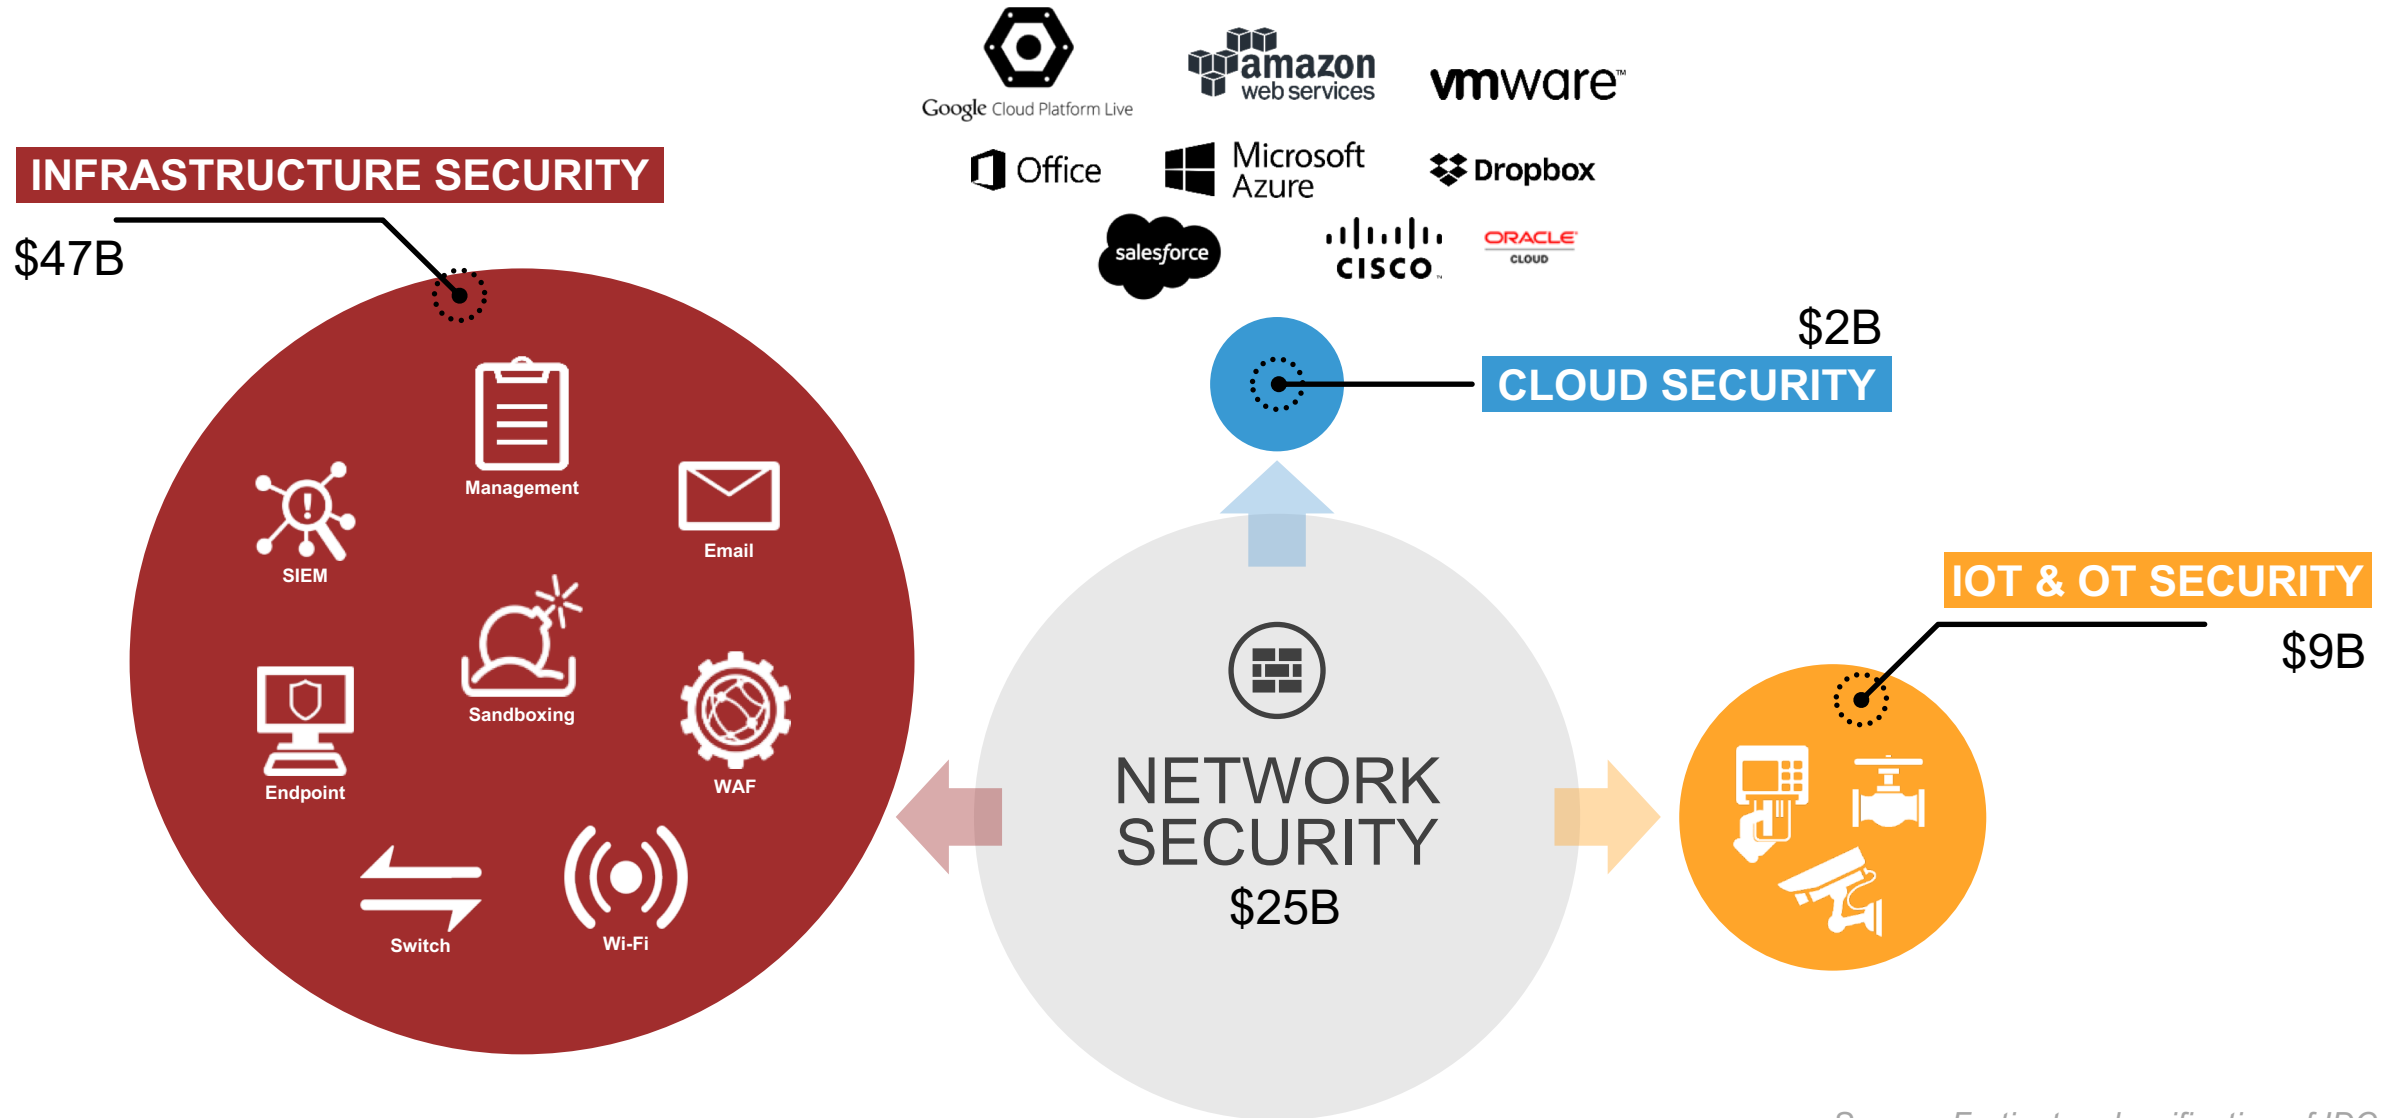 Google Cloud Platform Live
amazon
web services
vmware™
Office
Microsoft
Azure
Dropbox
salesforce
CISCO
ORACLE
CLOUD
INFRASTRUCTURE SECURITY
$47B
$2B
CLOUD SECURITY
Management
SIEM
Email
Sandboxing
Endpoint
WAF
Switch
Wi-Fi
NETWORK
SECURITY
$25B
IOT & OT SECURITY
$9B